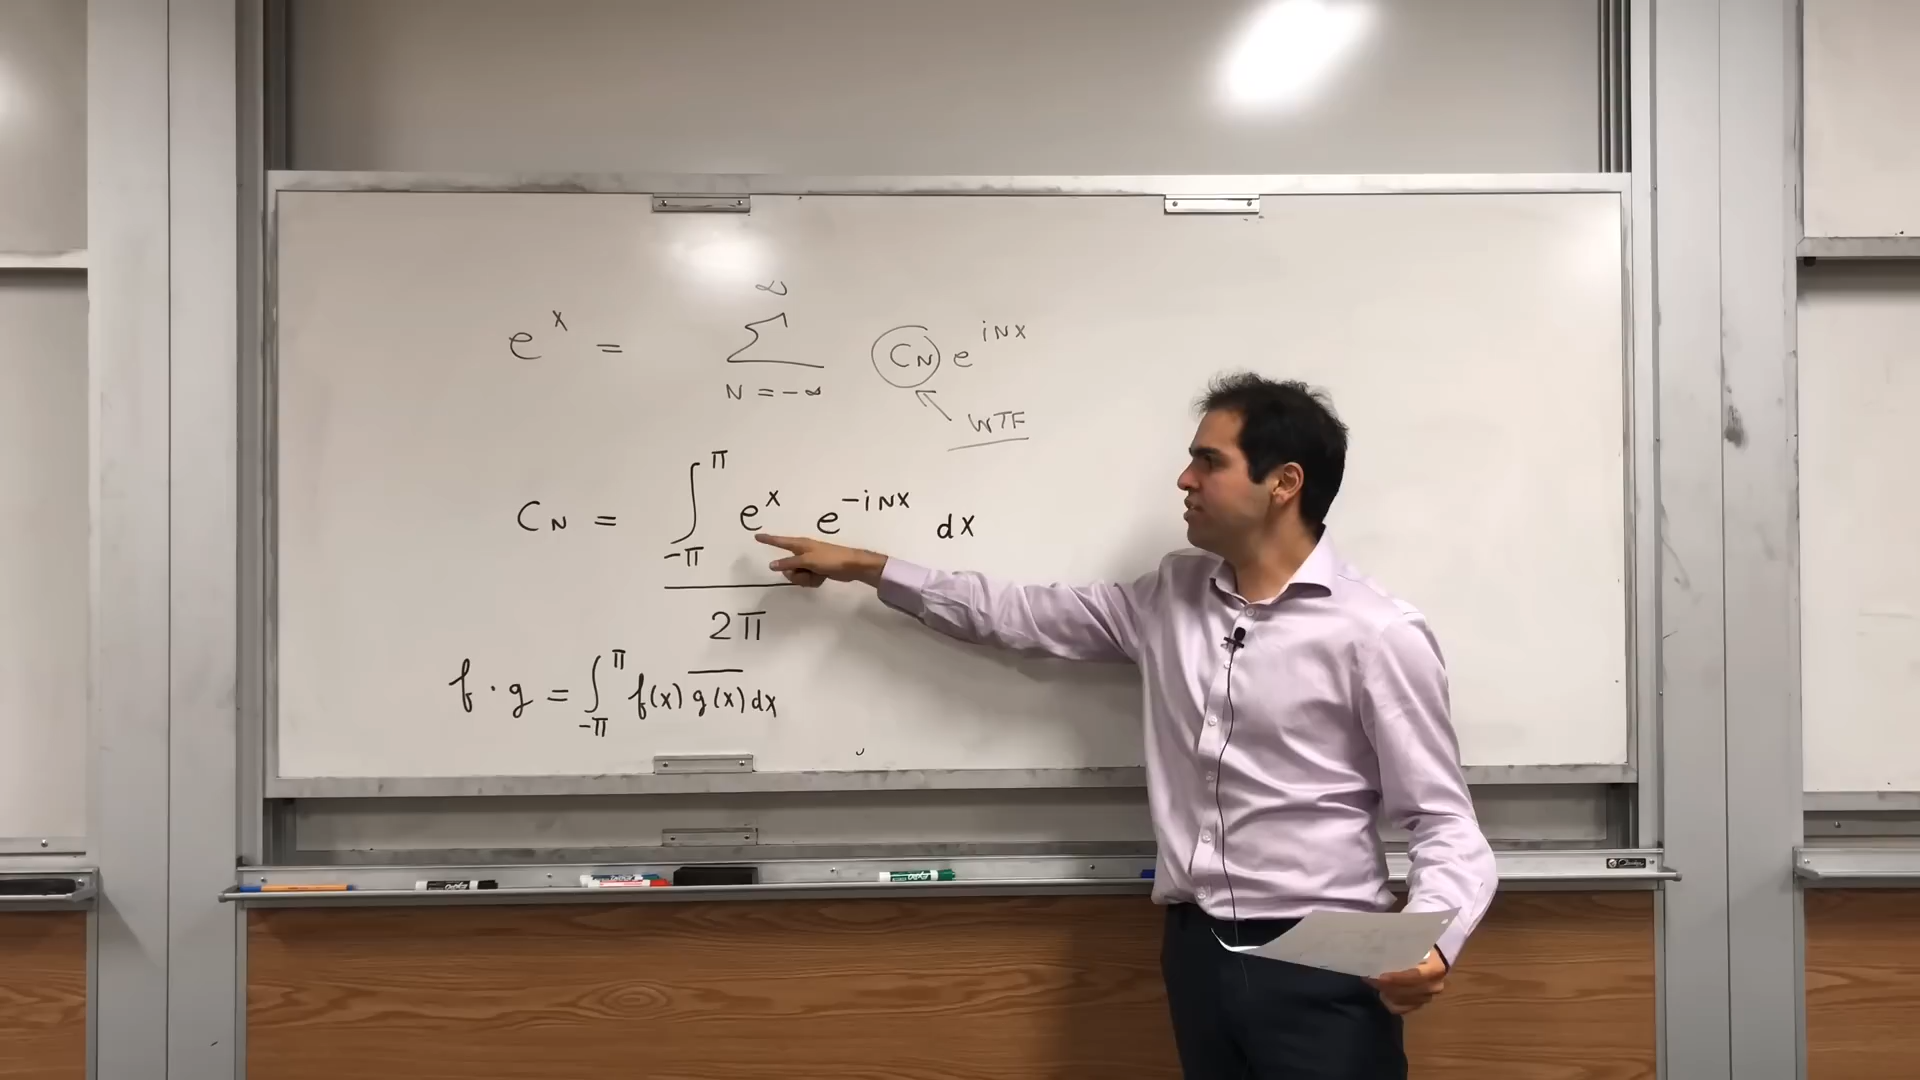 e^x = ∑_{N=-∞}^{∞} C_N e^{iNx}
WTF
C_N = ∫_{-π}^{π} e^x e^{-iNx} dx
2π
f · g = ∫_{-π}^{π} f(x) \overline{g(x)} dx